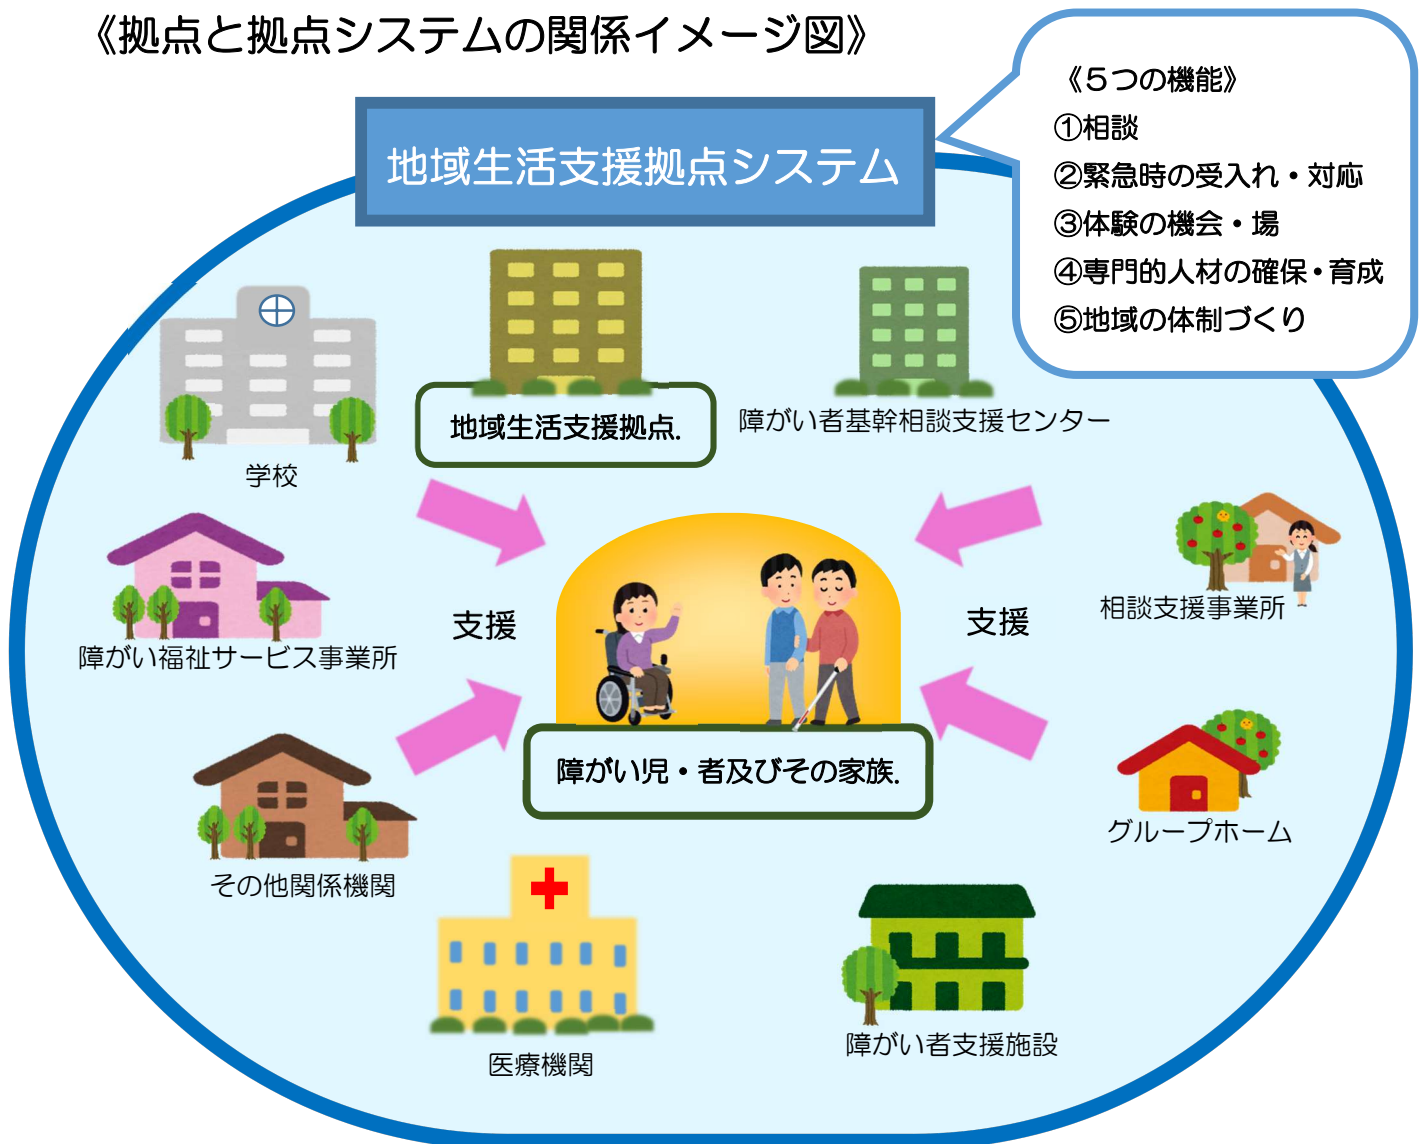 《拠点と拠点システムの関係イメージ図》
《５つの機能》
①相談
②緊急時の受入れ・対応
③体験の機会・場
④専門的人材の確保・育成
⑤地域の体制づくり
地域生活支援拠点システム
学校
地域生活支援拠点.
障がい者基幹相談支援センター
障がい福祉サービス事業所
支援
支援
相談支援事業所
障がい児・者及びその家族.
その他関係機関
グループホーム
医療機関
障がい者支援施設